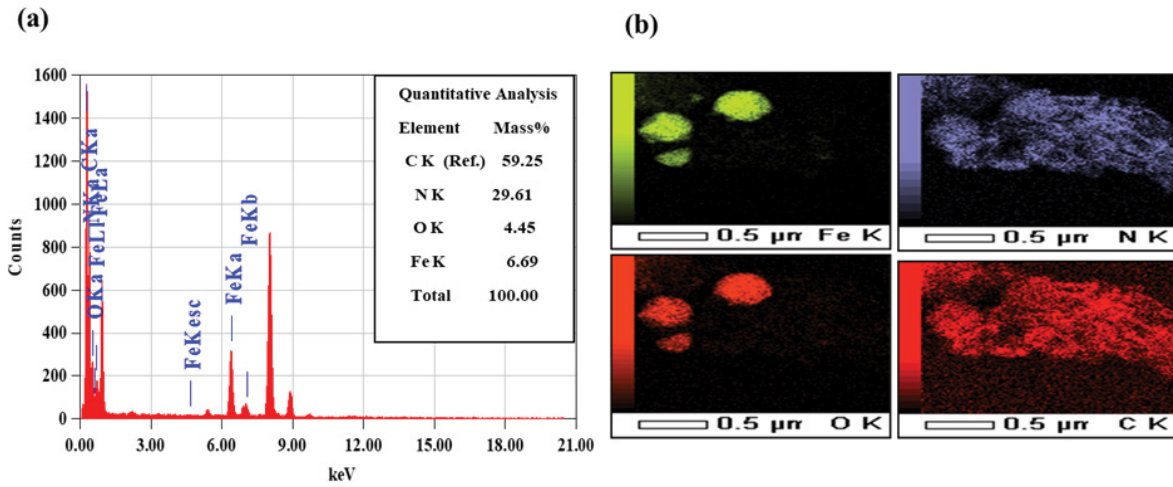 (a)
(b)
1600
1400
1200
1000
800
600
400
200
0
Counts
0.00 3.00 6.00 9.00 12.00 15.00 18.00 21.00
keV
NKa CKa
OKa FeLl FeLa
FeKesc
FeKa
FeKb
Quantitative Analysis
Element Mass%
C K (Ref.) 59.25
N K 29.61
O K 4.45
Fe K 6.69
Total 100.00
0.5 µm Fe K
0.5 µm N K
0.5 µm O K
0.5 µm C K